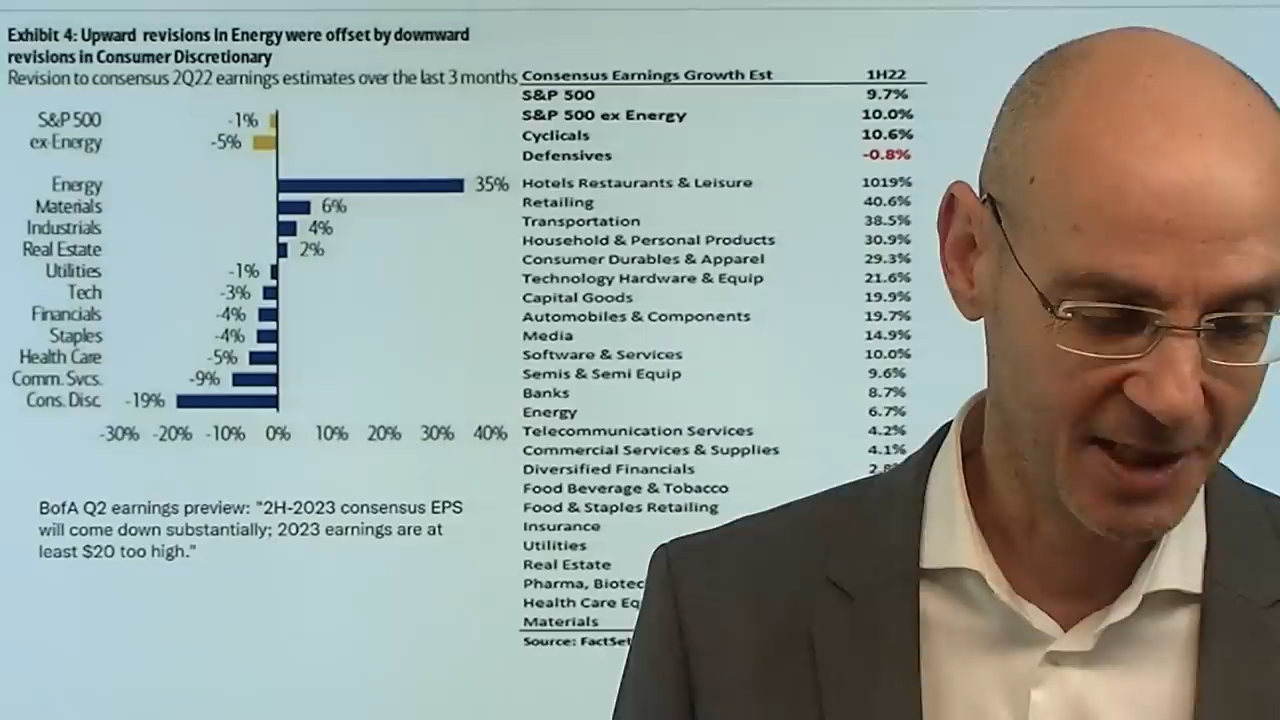 Exhibit 4: Upward revisions in Energy were offset by downward
revisions in Consumer Discretionary
Revision to consensus 2Q22 earnings estimates over the last 3 months
S&P 500 -1%
ex-Energy -5%
Energy 35%
Materials 6%
Industrials 4%
Real Estate 2%
Utilities -1%
Tech -3%
Financials -4%
Staples -4%
Health Care -5%
Comm. Svcs. -9%
Cons. Disc. -19%
-30% -20% -10% 0% 10% 20% 30% 40%
BofA Q2 earnings preview: "2H-2023 consensus EPS
will come down substantially; 2023 earnings are at
least $20 too high."
Consensus Earnings Growth Est 1H22
S&P 500 9.7%
S&P 500 ex Energy 10.0%
Cyclicals 10.6%
Defensives -0.8%
Hotels Restaurants & Leisure 1019%
Retailing 40.6%
Transportation 38.5%
Household & Personal Products 30.9%
Consumer Durables & Apparel 29.3%
Technology Hardware & Equip 21.6%
Capital Goods 19.9%
Automobiles & Components 19.7%
Media 14.9%
Software & Services 10.0%
Semis & Semi Equip 9.6%
Banks 8.7%
Energy 6.7%
Telecommunication Services 4.2%
Commercial Services & Supplies 4.1%
Diversified Financials
Food Beverage & Tobacco
Food & Staples Retailing
Insurance
Utilities
Real Estate
Pharma, Biotec
Health Care Eq
Materials
Source: FactSet